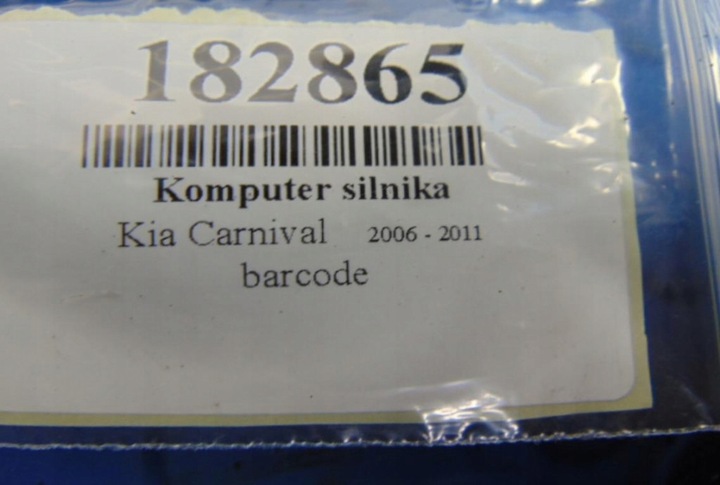 182865
Komputer silnika
Kia Carnival 2006 - 2011
barcode